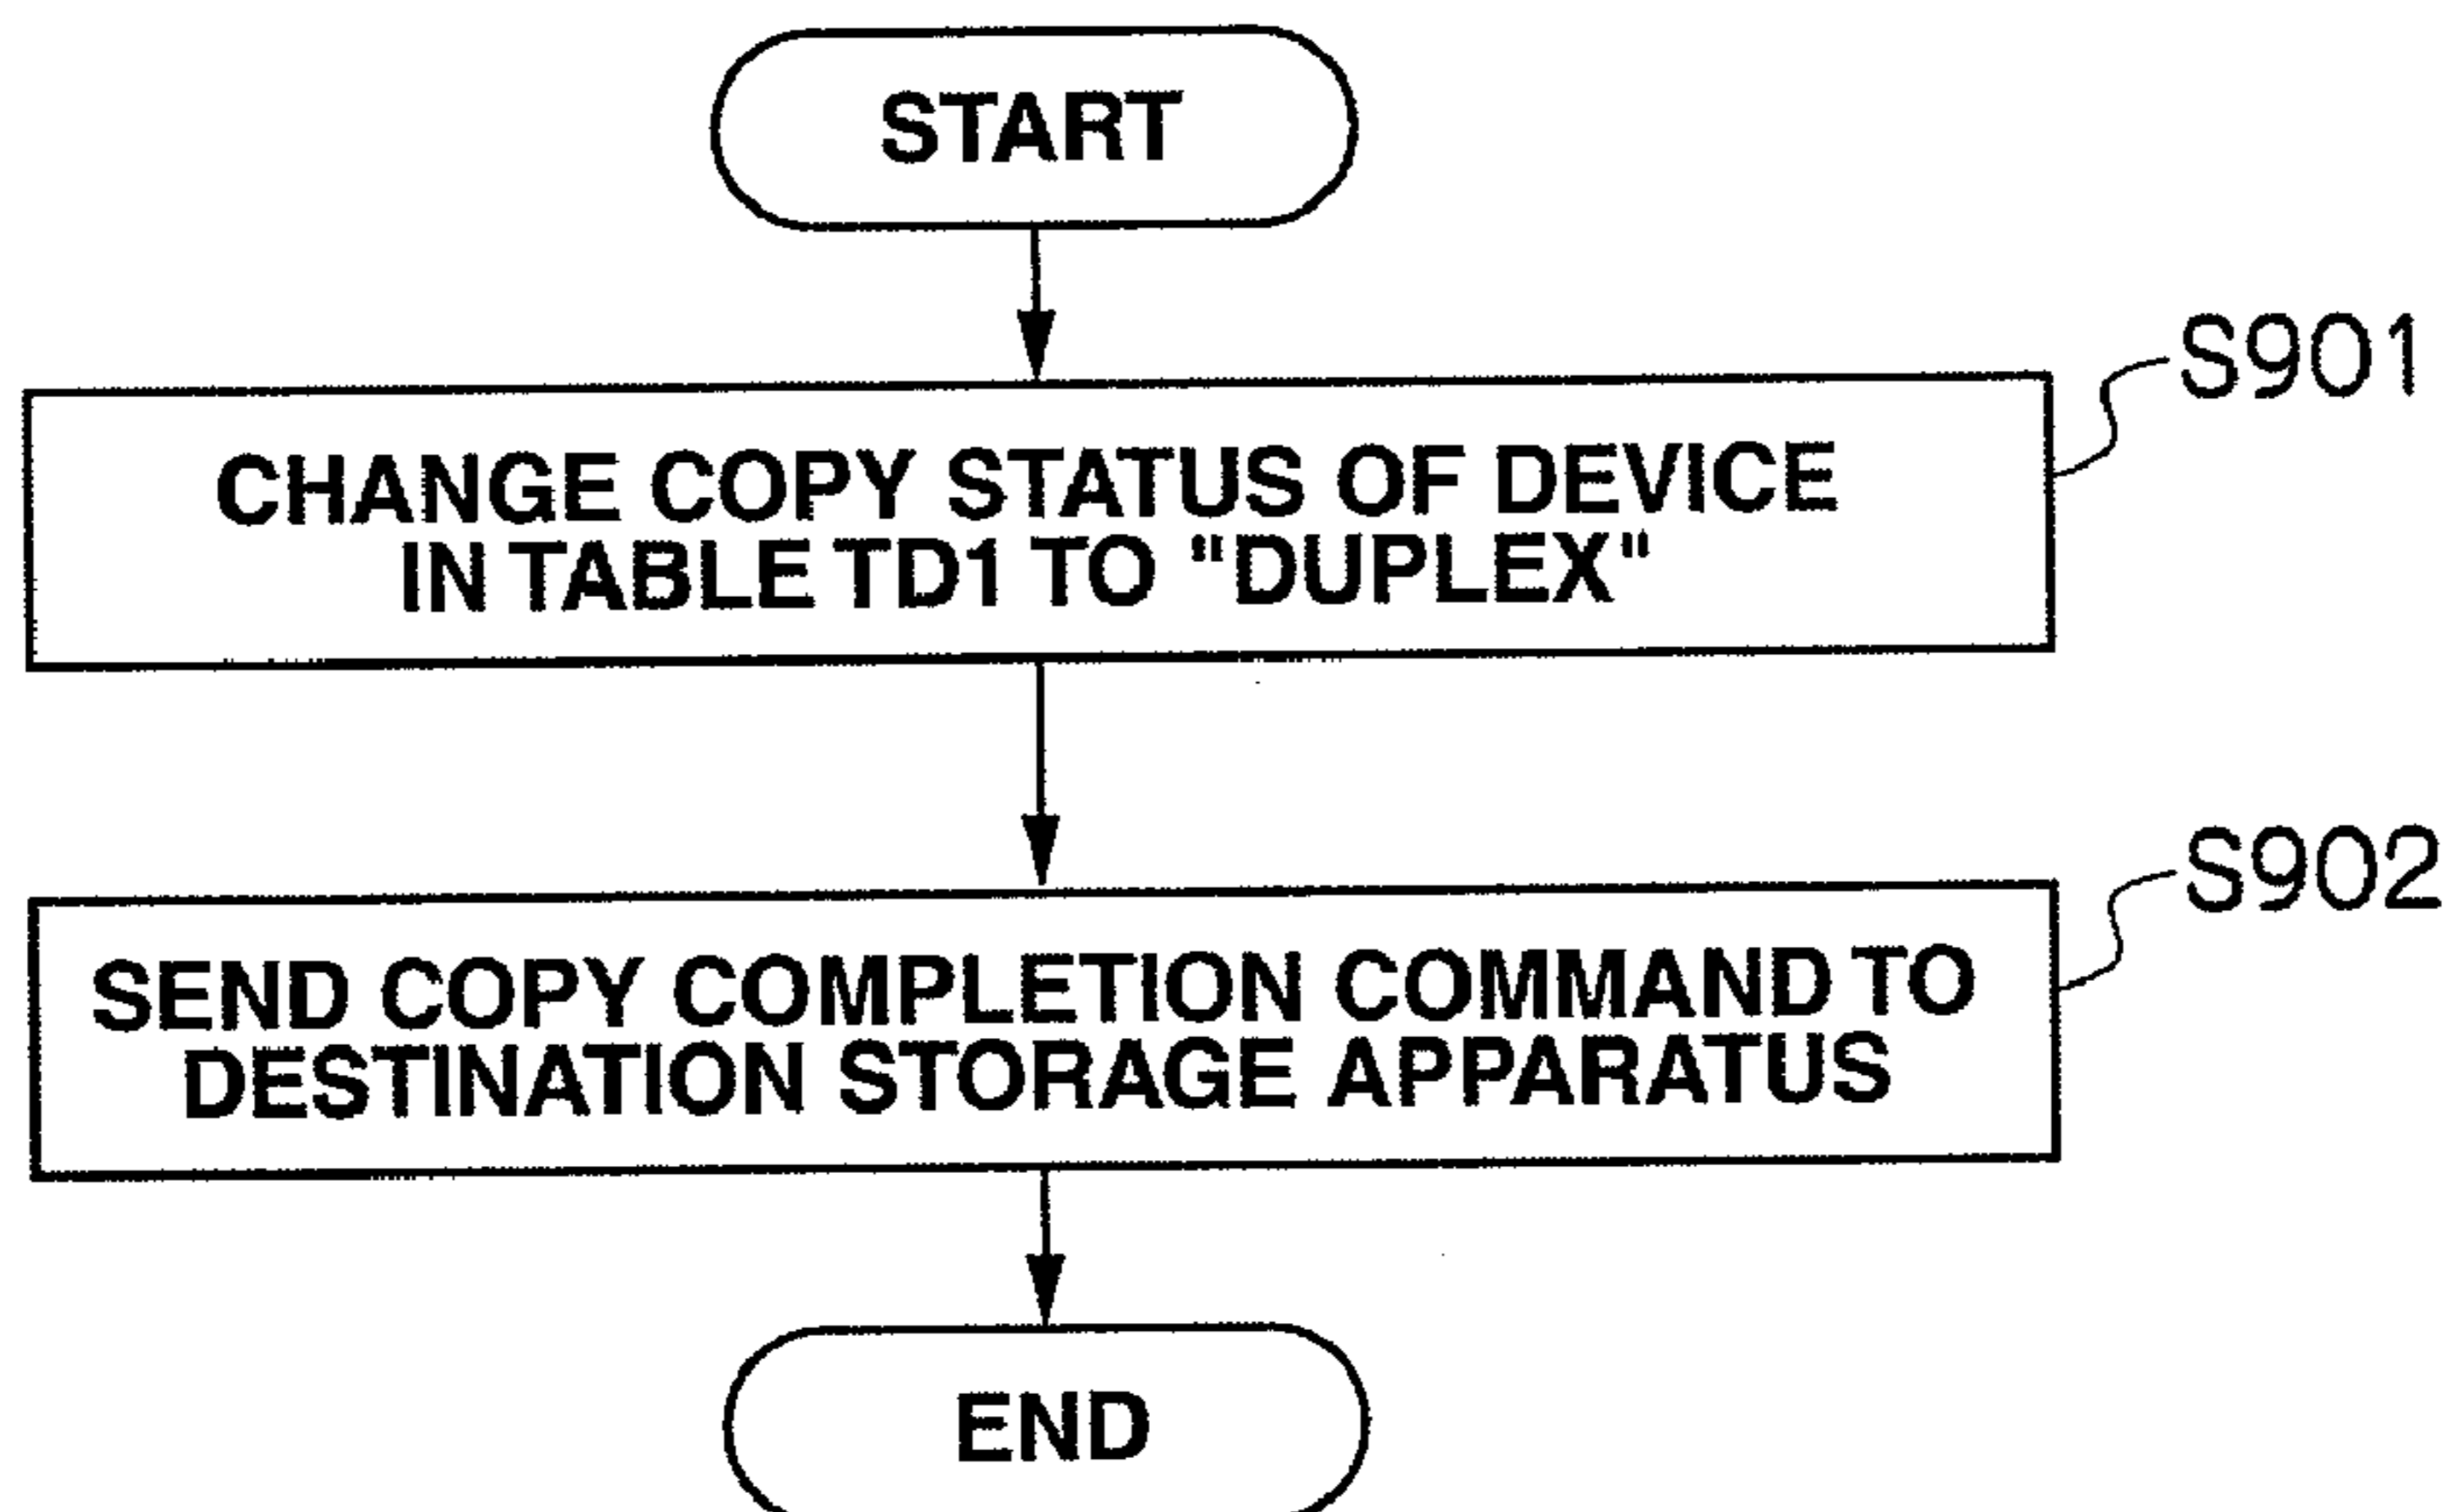 START
S901
CHANGE COPY STATUS OF DEVICE
IN TABLE TD1 TO "DUPLEX"
S902
SEND COPY COMPLETION COMMAND TO
DESTINATION STORAGE APPARATUS
END